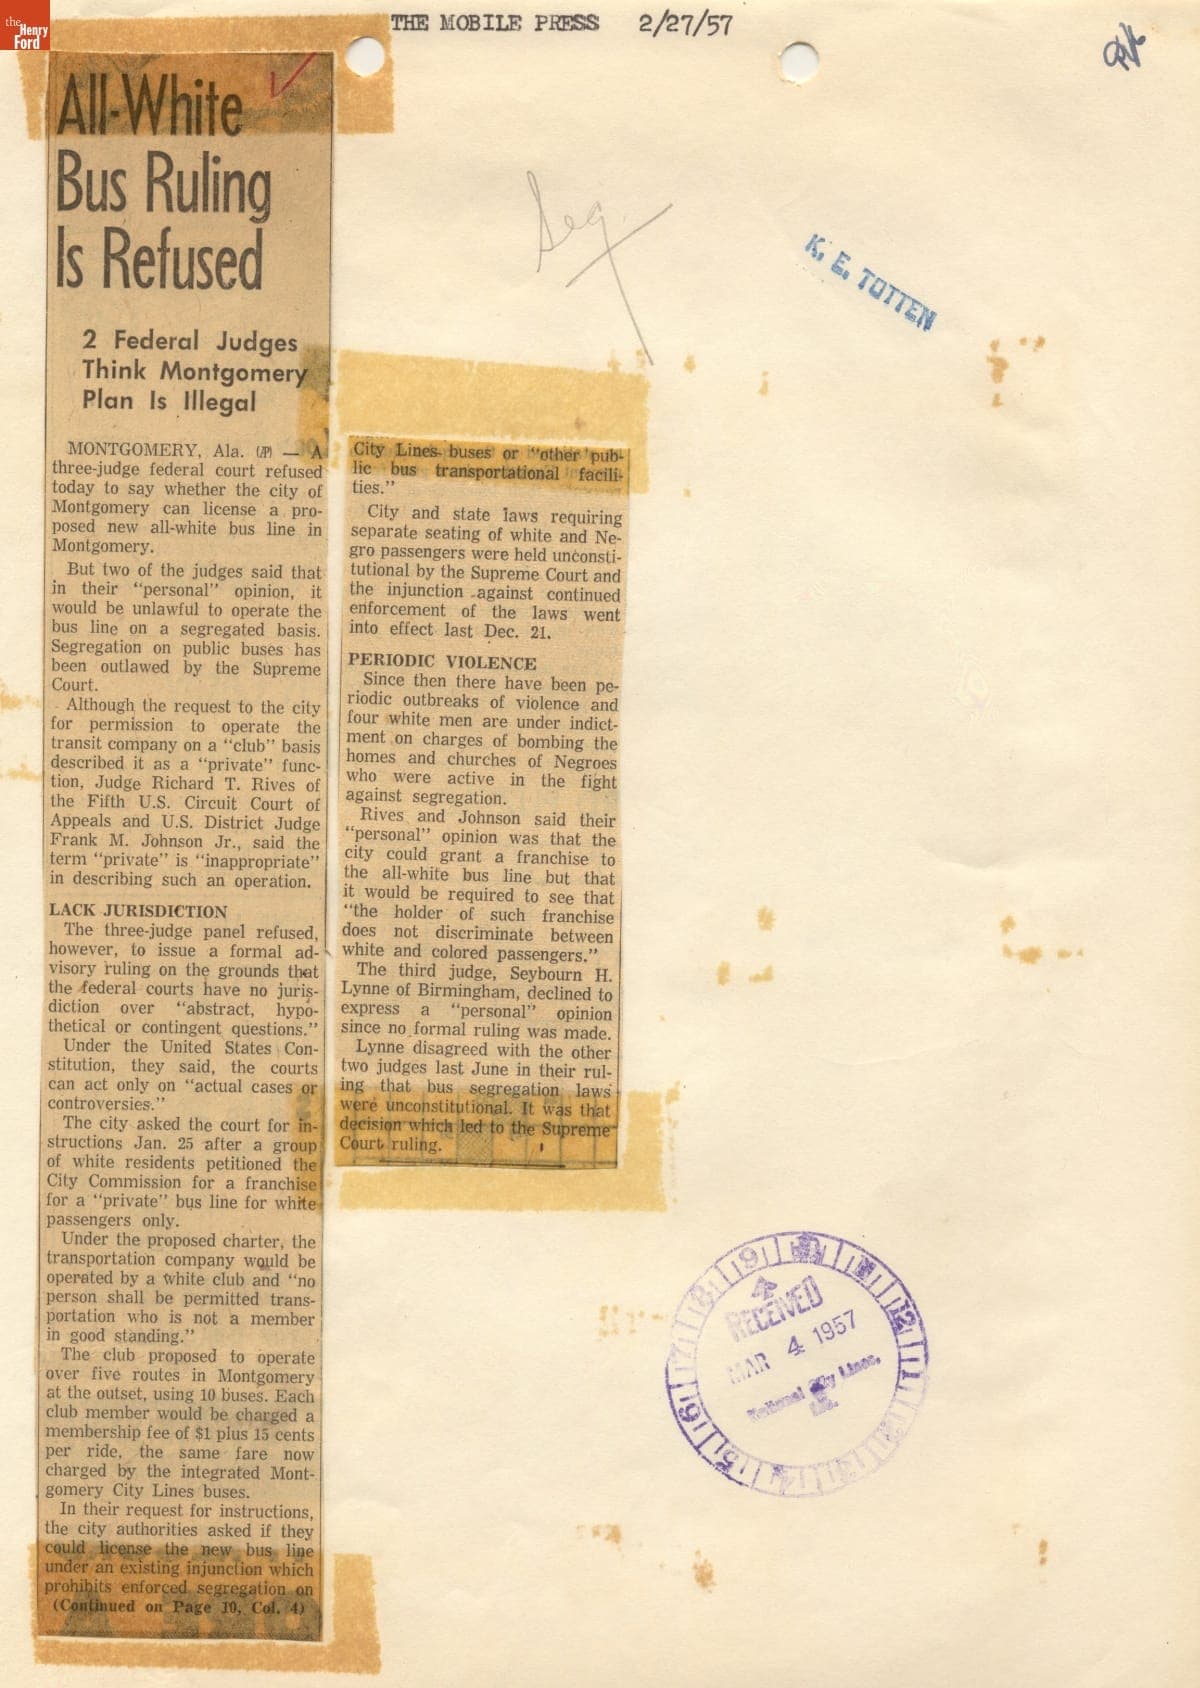 the
Henry
Ford
THE MOBILE PRESS 2/27/57
All-White
Bus Ruling
Is Refused
2 Federal Judges
Think Montgomery
Plan Is Illegal
MONTGOMERY, Ala. (AP) — A
three-judge federal court refused
today to say whether the city of
Montgomery can license a pro-
posed new all-white bus line in
Montgomery.
But two of the judges said that
in their "personal" opinion, it
would be unlawful to operate the
bus line on a segregated basis.
Segregation on public buses has
been outlawed by the Supreme
Court.
Although the request to the city
for permission to operate the
transit company on a "club" basis
described it as a "private" func-
tion, Judge Richard T. Rives of
the Fifth U.S. Circuit Court of
Appeals and U.S. District Judge
Frank M. Johnson Jr., said the
term "private" is "inappropriate"
in describing such an operation.
LACK JURISDICTION
The three-judge panel refused,
however, to issue a formal ad-
visory ruling on the grounds that
the federal courts have no juris-
diction over "abstract, hypo-
thetical or contingent questions."
Under the United States Con-
stitution, they said, the courts
can act only on "actual cases or
controversies."
The city asked the court for in-
structions Jan. 25 after a group
of white residents petitioned the
City Commission for a franchise
for a "private" bus line for white
passengers only.
Under the proposed charter, the
transportation company would be
operated by a white club and "no
person shall be permitted trans-
portation who is not a member
in good standing."
The club proposed to operate
over five routes in Montgomery
at the outset, using 10 buses. Each
club member would be charged a
membership fee of $1 plus 15 cents
per ride, the same fare now
charged by the integrated Mont-
gomery City Lines buses.
In their request for instructions,
the city authorities asked if they
could license the new bus line
under an existing injunction which
prohibits enforced segregation on
(Continued on Page 10, Col. 4)
City Lines buses or "other pub-
lic bus transportational facili-
ties."
City and state laws requiring
separate seating of white and Ne-
gro passengers were held unconsti-
tutional by the Supreme Court and
the injunction against continued
enforcement of the laws went
into effect last Dec. 21.
PERIODIC VIOLENCE
Since then there have been pe-
riodic outbreaks of violence and
four white men are under indict-
ment on charges of bombing the
homes and churches of Negroes
who were active in the fight
against segregation.
Rives and Johnson said their
"personal" opinion was that the
city could grant a franchise to
the all-white bus line but that
it would be required to see that
"the holder of such franchise
does not discriminate between
white and colored passengers."
The third judge, Seybourn H.
Lynne of Birmingham, declined to
express a "personal" opinion
since no formal ruling was made.
Lynne disagreed with the other
two judges last June in their rul-
ing that bus segregation laws
were unconstitutional. It was that
decision which led to the Supreme
Court ruling.
Seg.
K. E. TOTTEN
RECEIVED
MAR 4 1957
National City Lines,
Inc.